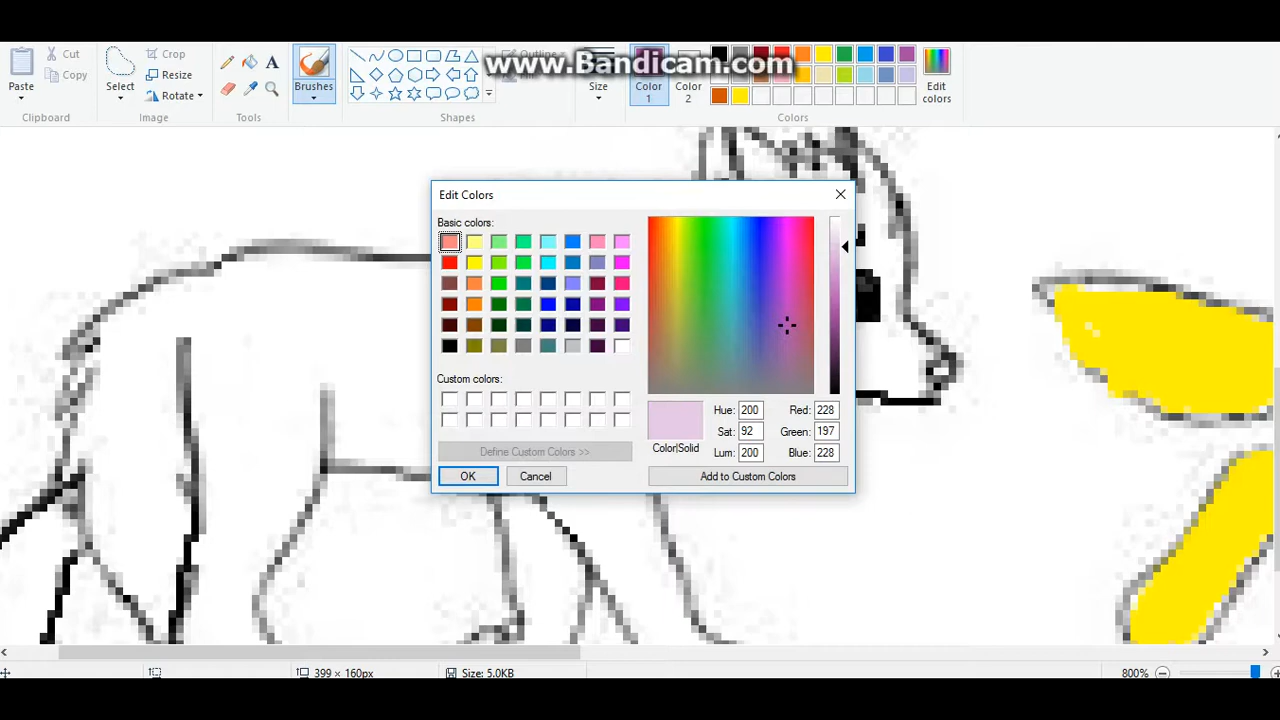 www.Bandicam.com
Paste
Cut
Copy
Clipboard
Select
Crop
Resize
Rotate
Image
Tools
Brushes
Outline
Shapes
Size
Color
1
Color
2
Edit
colors
Colors
Edit Colors
Basic colors:
Custom colors:
Define Custom Colors >>
OK
Cancel
Color|Solid
Hue: 200
Sat: 92
Lum: 200
Red: 228
Green: 197
Blue: 228
Add to Custom Colors
399 × 160px
Size: 5.0KB
800%